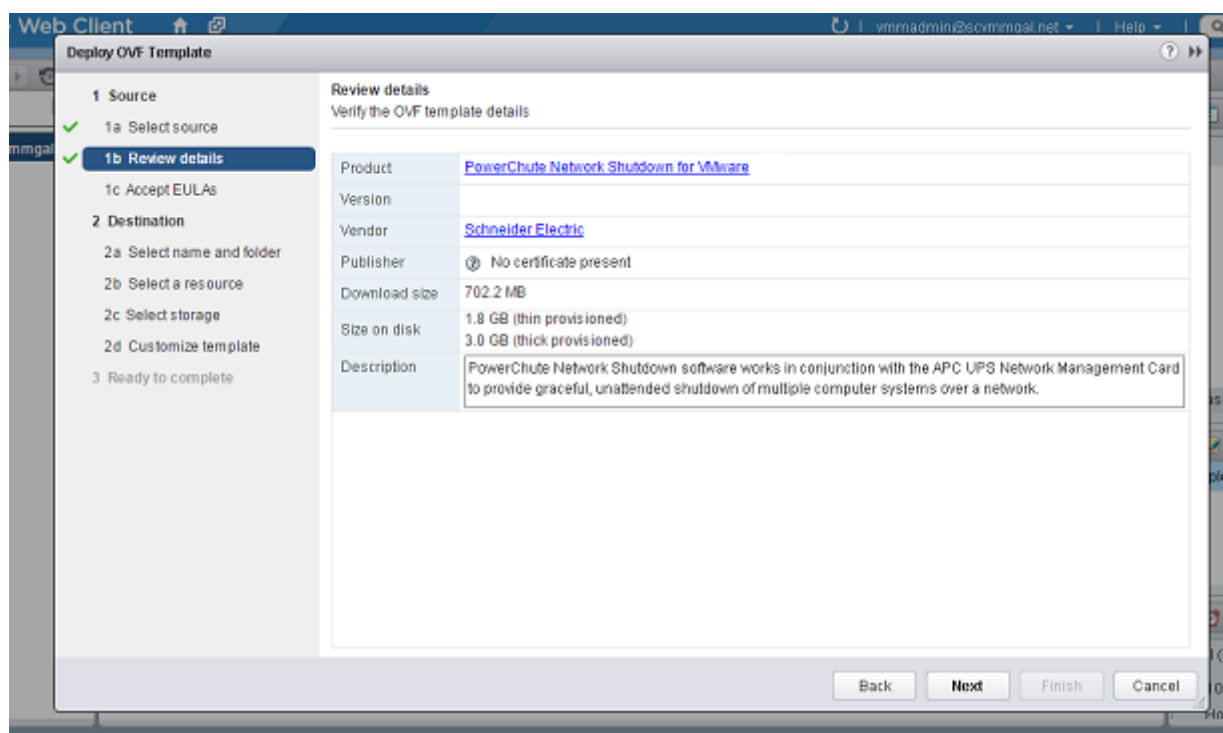 Web Client
vmmadmin@scvmmgal.net | Help
Deploy OVF Template
1 Source
1a Select source
1b Review details
1c Accept EULAs
2 Destination
2a Select name and folder
2b Select a resource
2c Select storage
2d Customize template
3 Ready to complete
Review details
Verify the OVF template details
Product PowerChute Network Shutdown for VMware
Version
Vendor Schneider Electric
Publisher No certificate present
Download size 702.2 MB
Size on disk 1.8 GB (thin provisioned)
3.0 GB (thick provisioned)
Description PowerChute Network Shutdown software works in conjunction with the APC UPS Network Management Card
to provide graceful, unattended shutdown of multiple computer systems over a network.
Back Next Finish Cancel